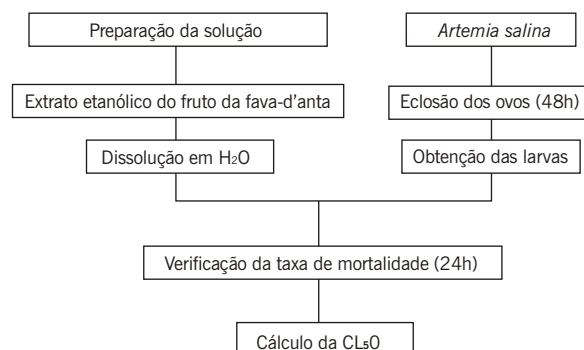 Preparação da solução
Artemia salina
Extrato etanólico do fruto da fava-d'anta
Eclosão dos ovos (48h)
Dissolução em H₂O
Obtenção das larvas
Verificação da taxa de mortalidade (24h)
Cálculo da CL₅0